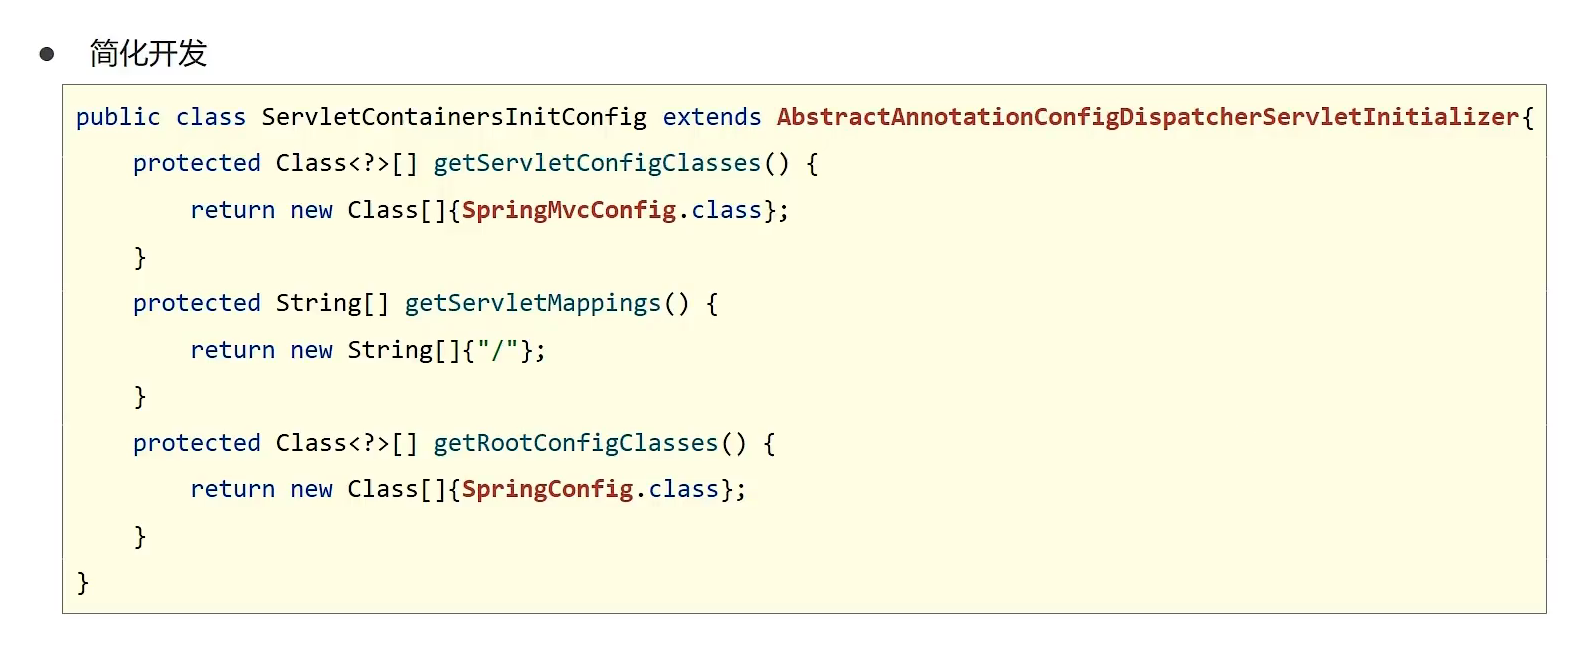 ● 简化开发
public class ServletContainersInitConfig extends AbstractAnnotationConfigDispatcherServletInitializer{
    protected Class<?>[] getServletConfigClasses() {
        return new Class[]{SpringMvcConfig.class};
    }
    protected String[] getServletMappings() {
        return new String[]{"/"};
    }
    protected Class<?>[] getRootConfigClasses() {
        return new Class[]{SpringConfig.class};
    }
}